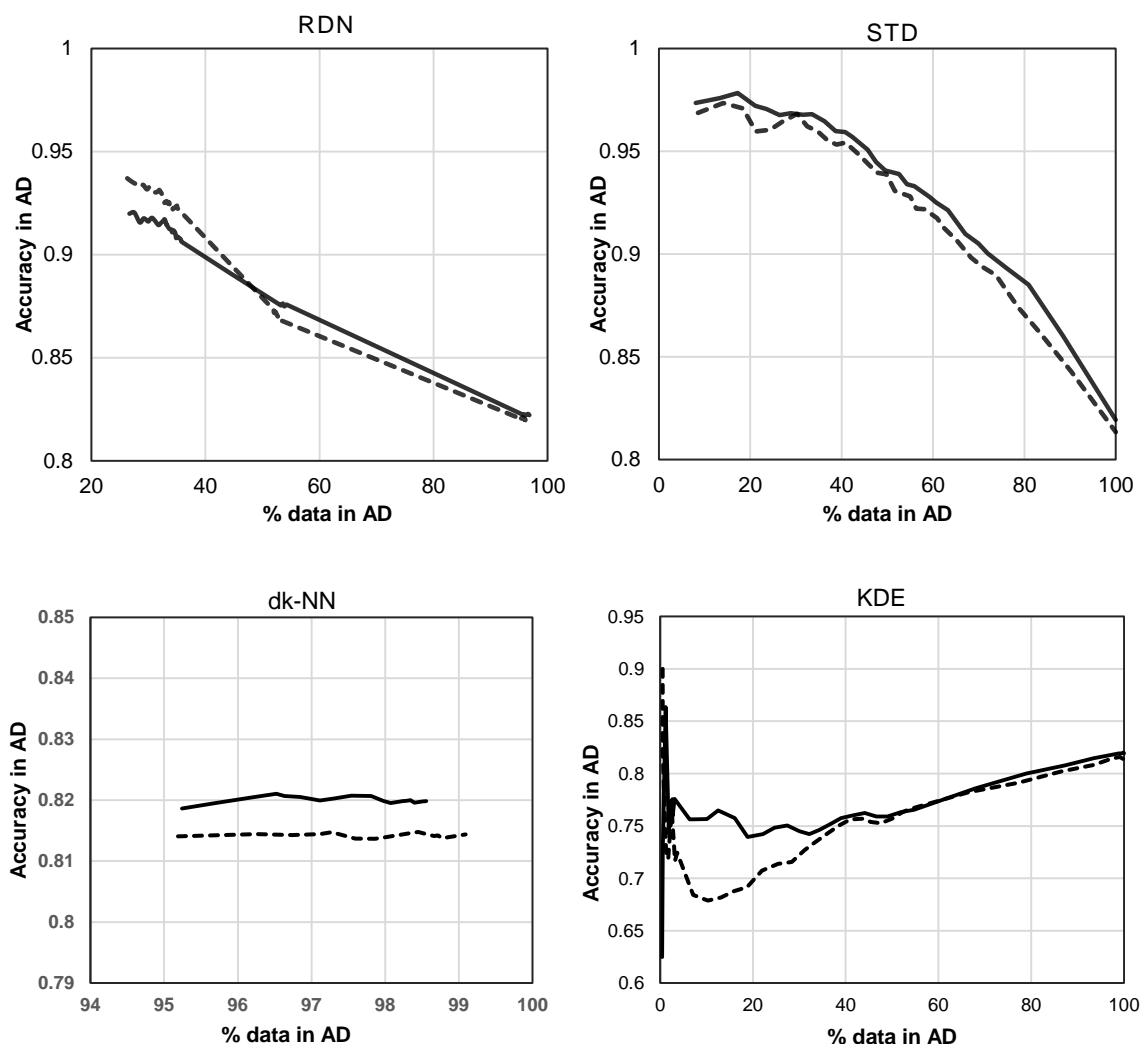 RDN
1
0.95
0.9
0.85
0.8
Accuracy in AD
20 40 60 80 100
% data in AD
STD
1
0.95
0.9
0.85
0.8
Accuracy in AD
0 20 40 60 80 100
% data in AD
dk-NN
0.85
0.84
0.83
0.82
0.81
0.8
0.79
Accuracy in AD
94 95 96 97 98 99 100
% data in AD
KDE
0.95
0.9
0.85
0.8
0.75
0.7
0.65
0.6
Accuracy in AD
0 20 40 60 80 100
% data in AD